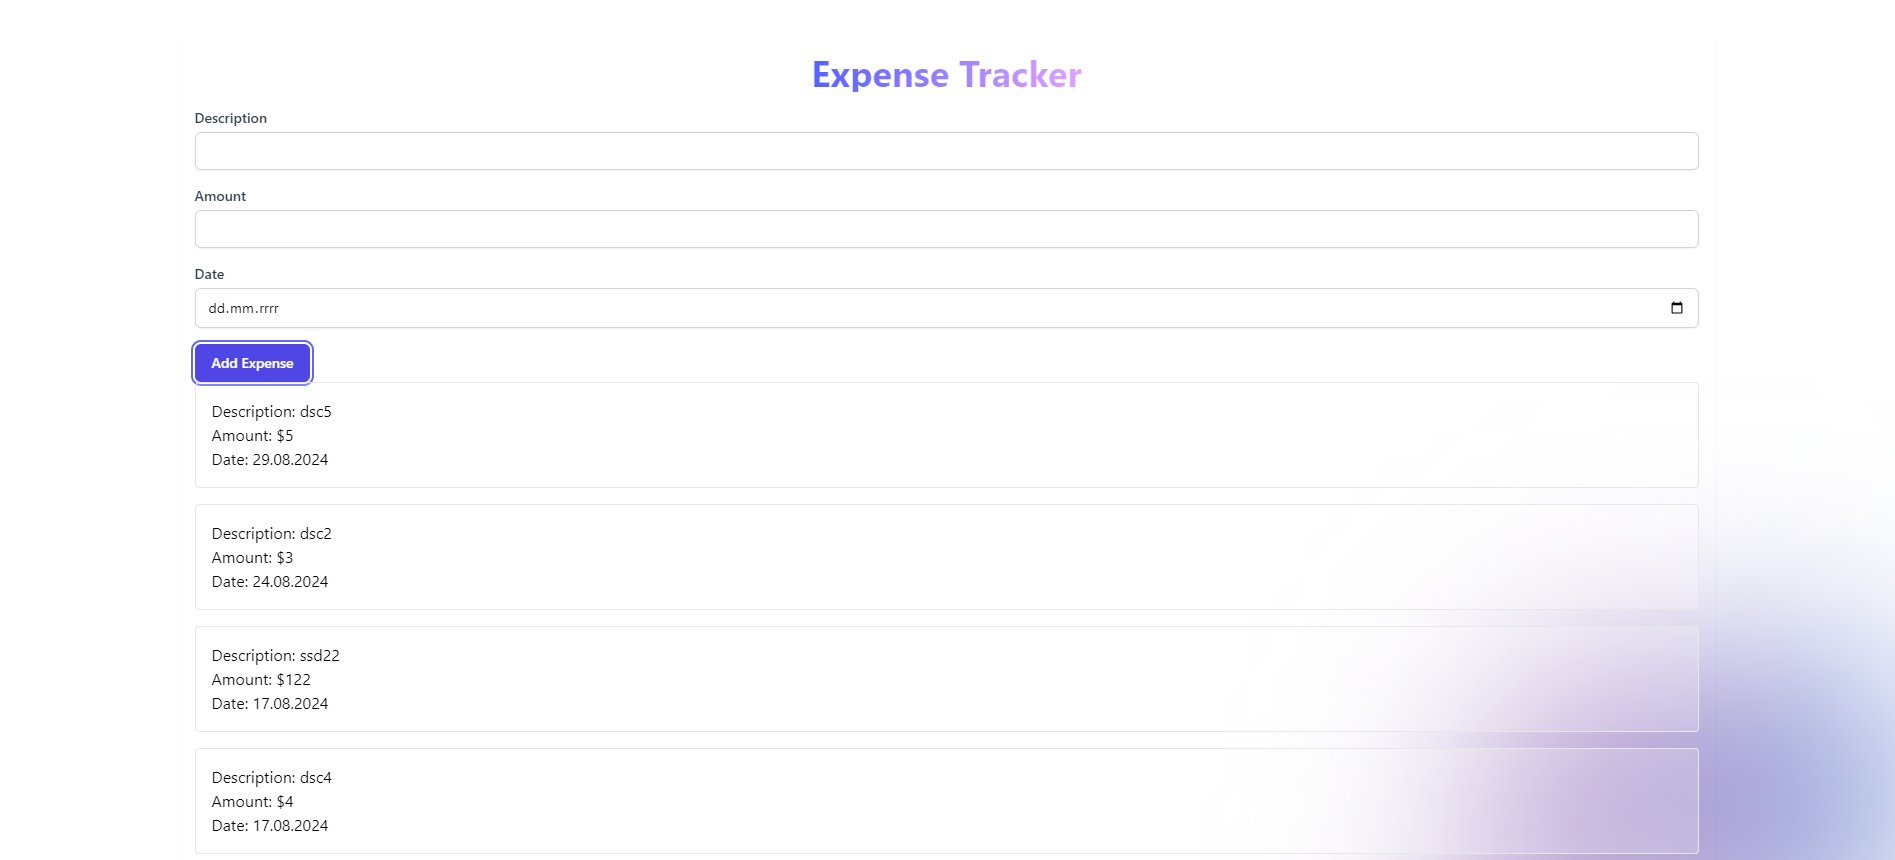 Expense Tracker
Description
Amount
Date
dd.mm.rrrr
Add Expense
Description: dsc5
Amount: $5
Date: 29.08.2024
Description: dsc2
Amount: $3
Date: 24.08.2024
Description: ssd22
Amount: $122
Date: 17.08.2024
Description: dsc4
Amount: $4
Date: 17.08.2024